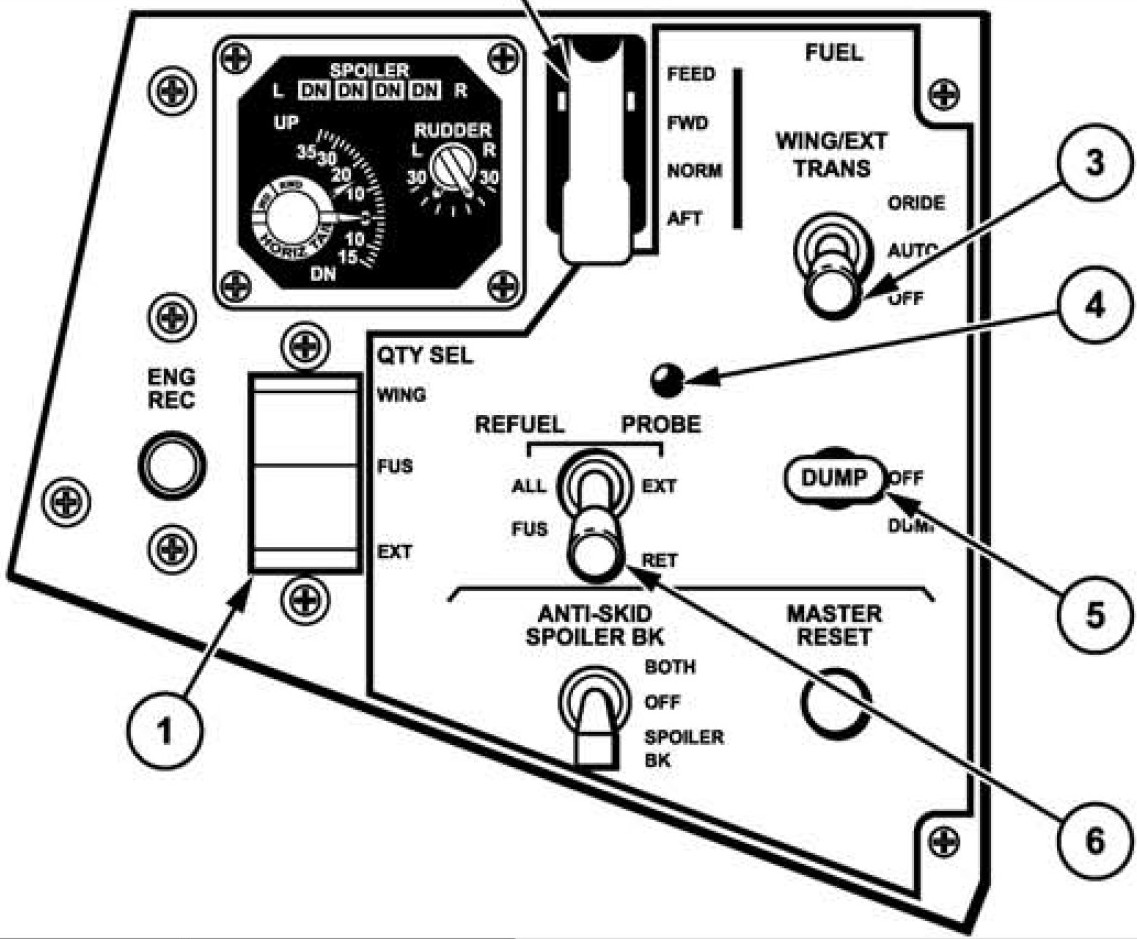 SPOILER
L DN DN DN DN R
UP
RUDDER
L R
30 30
35 30
20
10
0
10
15
HORIZ TAIL
DN
FUEL
FEED
FWD
NORM
AFT
WING/EXT
TRANS
ORIDE
AUTO
OFF
3
4
ENG
REC
QTY SEL
WING
FUS
EXT
REFUEL PROBE
ALL EXT
FUS
RET
DUMP OFF
DUMP
5
ANTI-SKID
SPOILER BK
BOTH
OFF
SPOILER
BK
MASTER
RESET
1
6